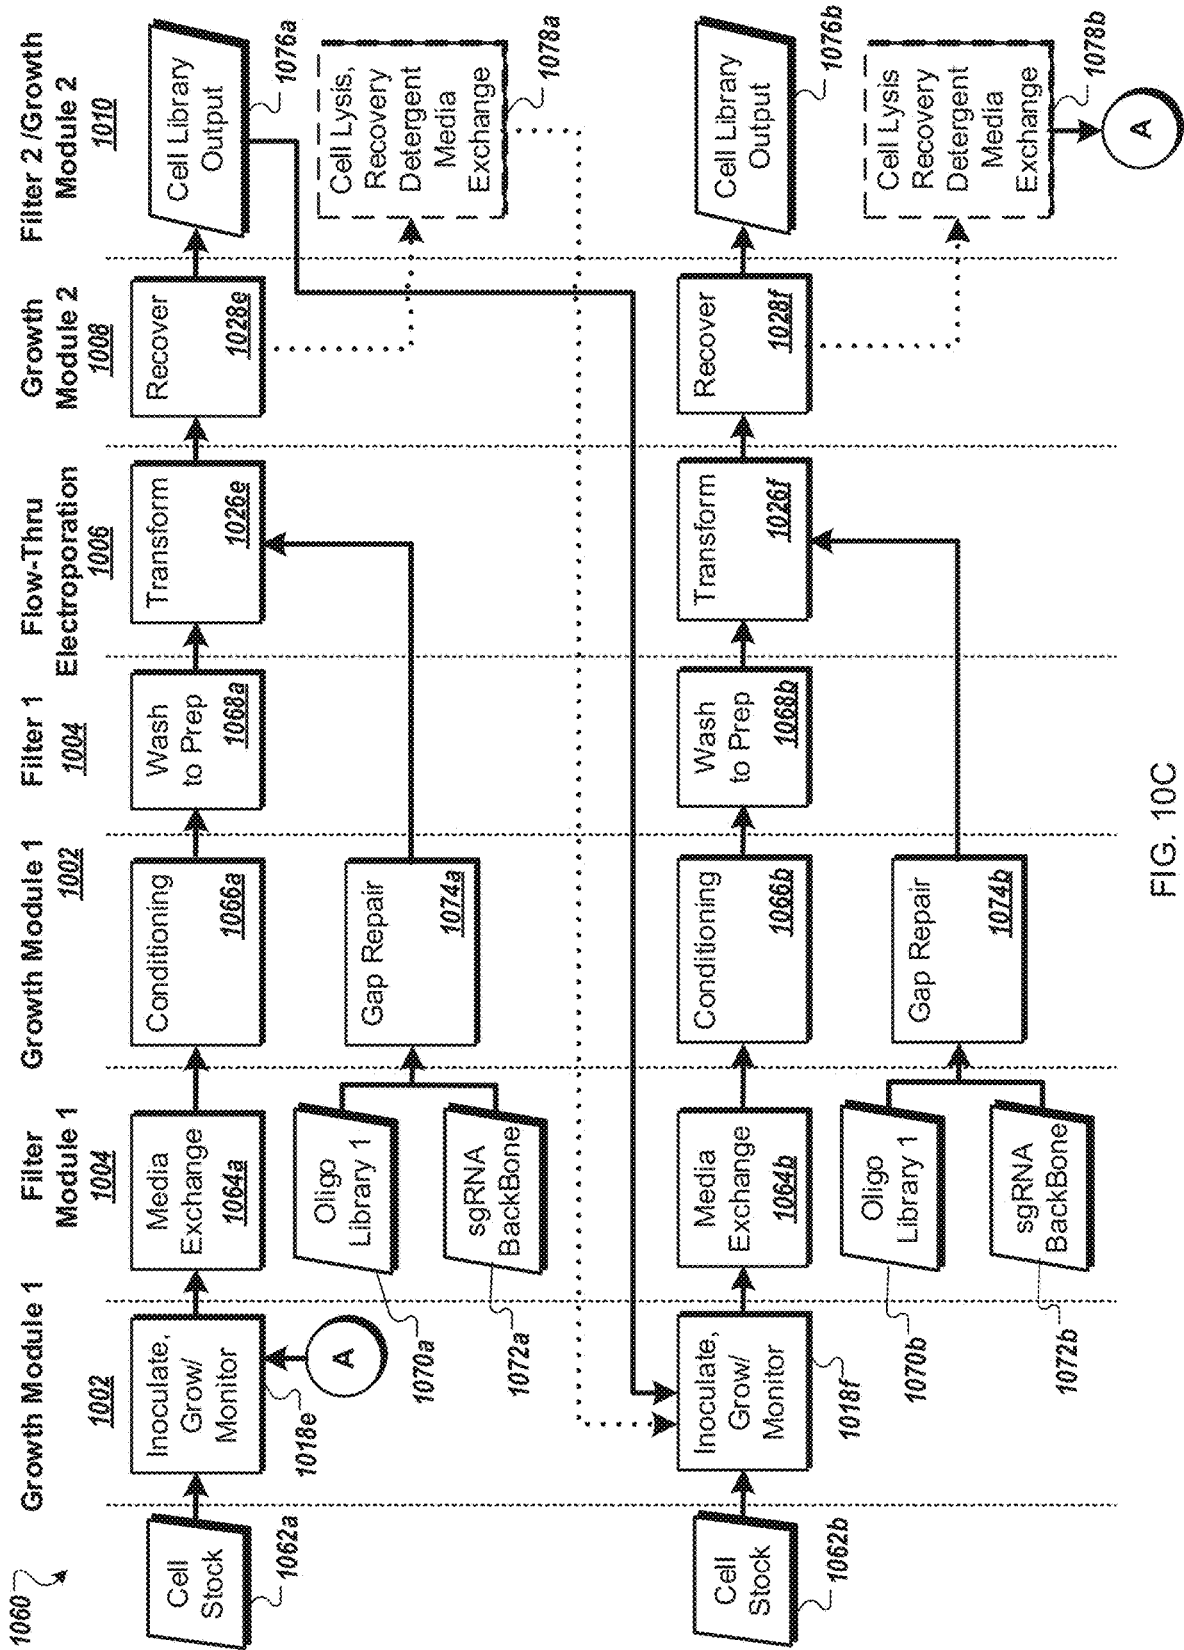 1060
Growth Module 1
1002
Filter
Module 1
1004
Growth Module 1
1002
Filter 1
1004
Flow-Thru
Electroporation
1006
Growth
Module 2
1008
Filter 2 /Growth
Module 2
1010
Cell
Stock
1062a
Inoculate,
Grow/
Monitor
1018e
A
Media
Exchange
1064a
Conditioning
1066a
Wash
to Prep
1068a
Transform
1026e
Recover
1028e
Cell Library
Output
1076a
Oligo
Library 1
1070a
sgRNA
BackBone
1072a
Gap Repair
1074a
Cell Lysis,
Recovery
Detergent
Media
Exchange
1078a
Cell
Stock
1062b
Inoculate,
Grow/
Monitor
1018f
Media
Exchange
1064b
Conditioning
1066b
Wash
to Prep
1068b
Transform
1026f
Recover
1028f
Cell Library
Output
1076b
Oligo
Library 1
1070b
sgRNA
BackBone
1072b
Gap Repair
1074b
Cell Lysis
Recovery
Detergent
Media
Exchange
1078b
A
FIG. 10C